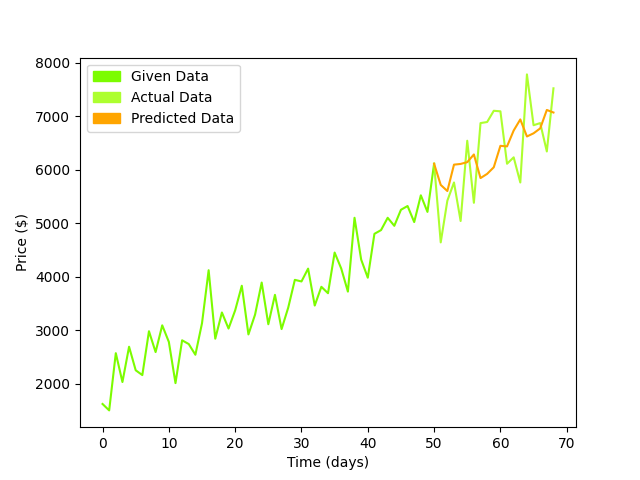 8000
7000
6000
5000
4000
3000
2000
Price ($)
Given Data
Actual Data
Predicted Data
0 10 20 30 40 50 60 70
Time (days)